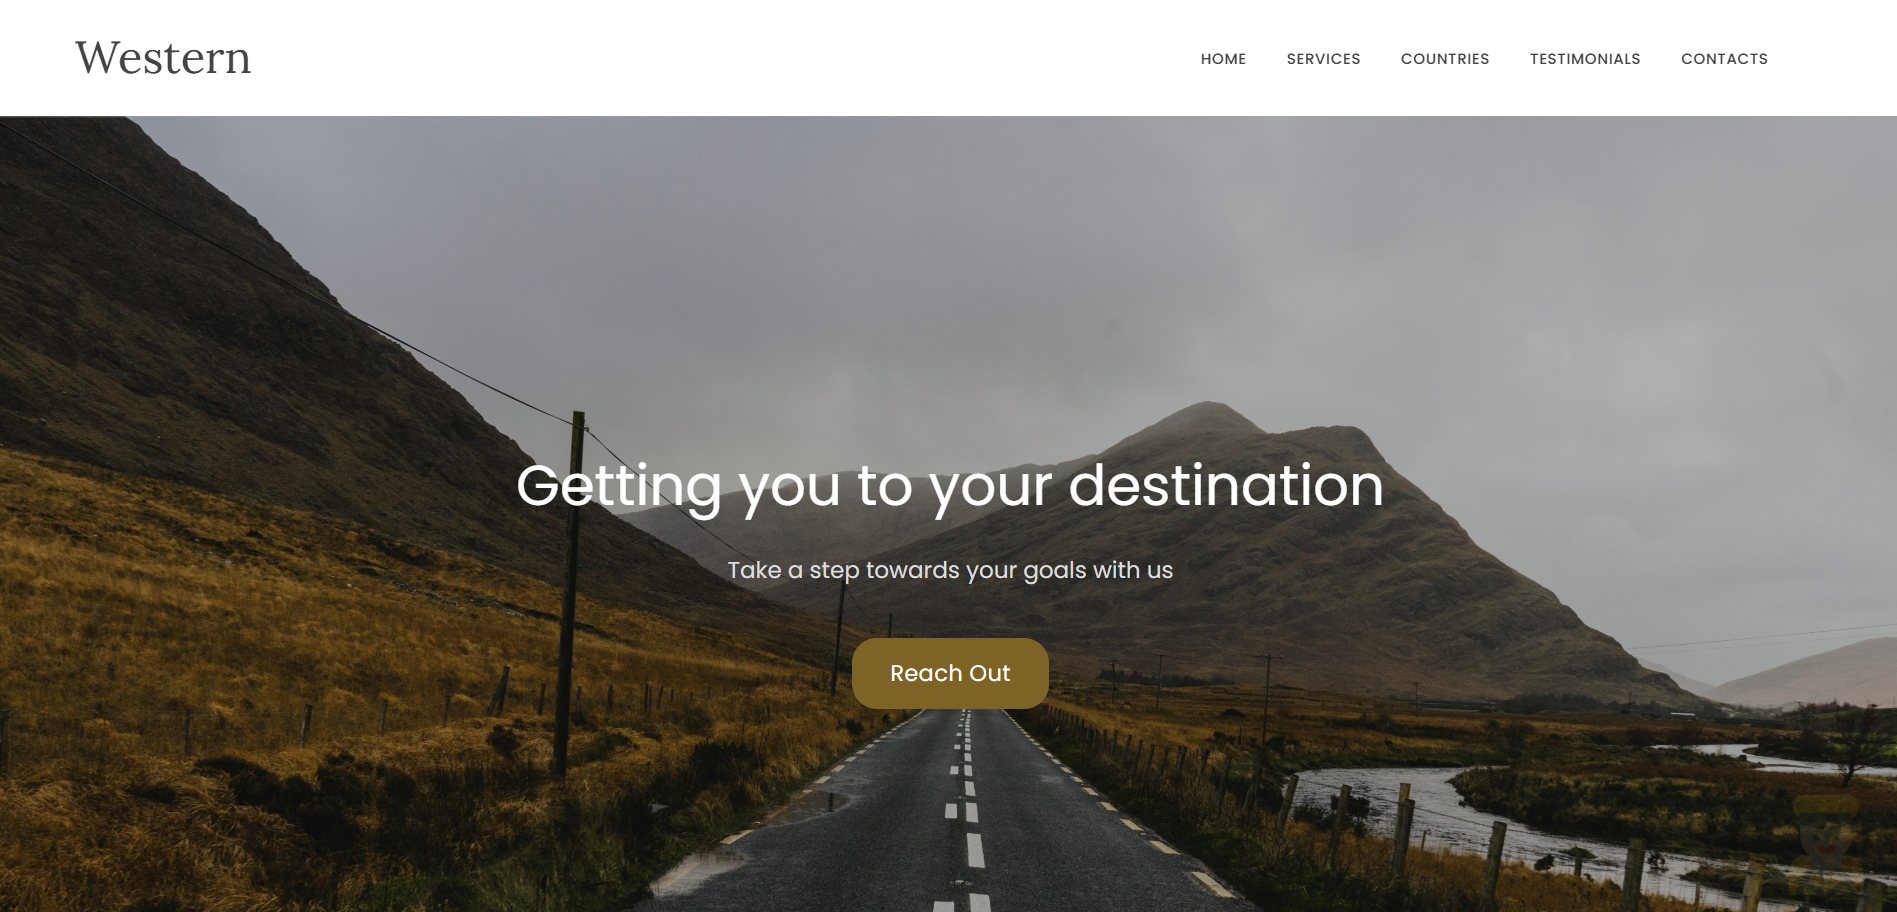 Western
HOME SERVICES COUNTRIES TESTIMONIALS CONTACTS
Getting you to your destination
Take a step towards your goals with us
Reach Out